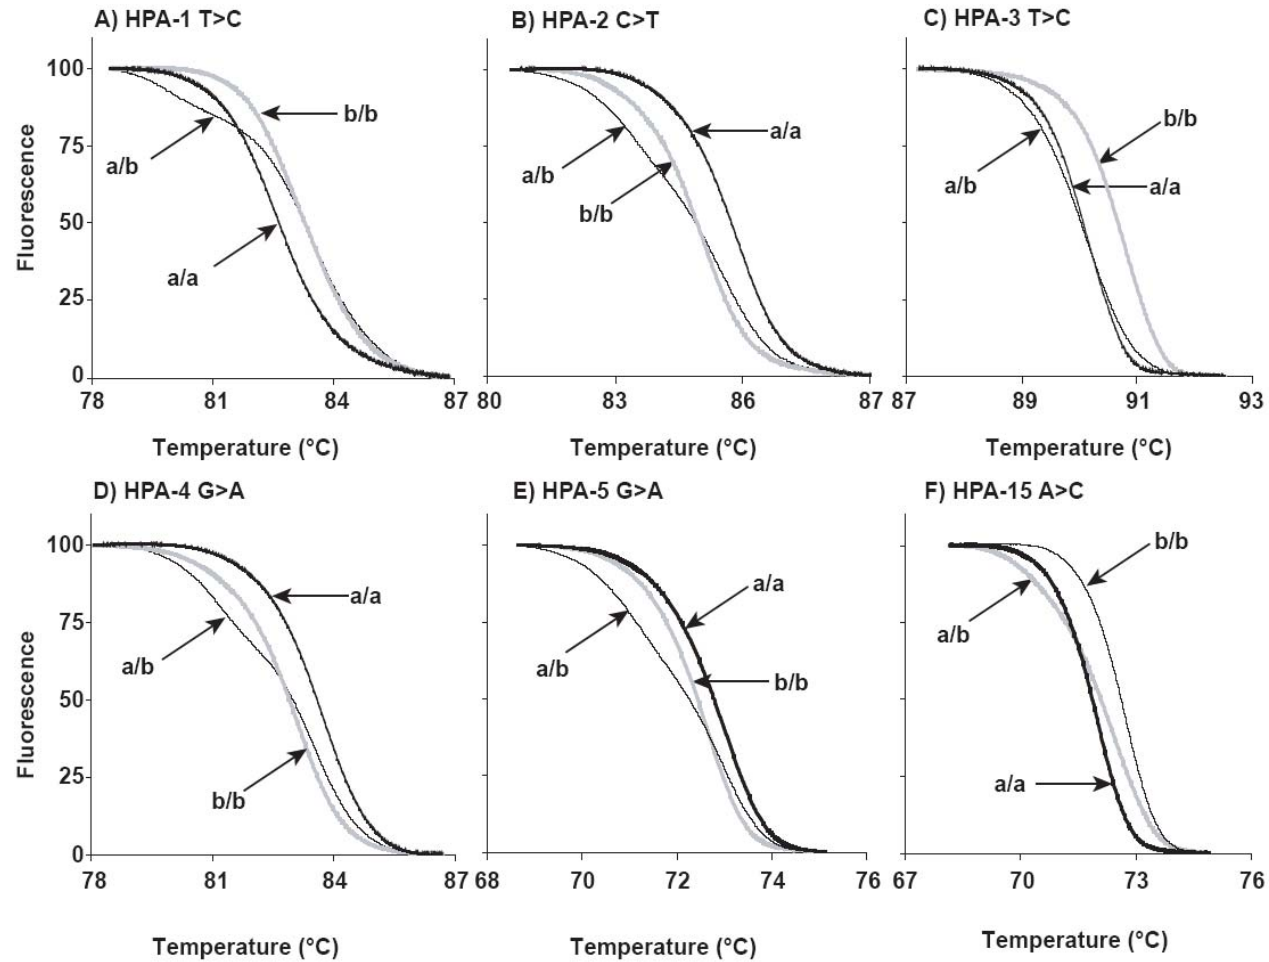 A) HPA-1 T>C
B) HPA-2 C>T
C) HPA-3 T>C
Fluorescence
100
75
50
25
0
b/b
a/b
a/a
78 81 84 87
Temperature (°C)
a/a
a/b
b/b
80 83 86 87
Temperature (°C)
b/b
a/b
a/a
87 89 91 93
Temperature (°C)
D) HPA-4 G>A
E) HPA-5 G>A
F) HPA-15 A>C
Fluorescence
100
75
50
25
0
a/a
a/b
b/b
78 81 84 87
Temperature (°C)
a/a
a/b
b/b
68 70 72 74 76
Temperature (°C)
b/b
a/b
a/a
67 70 73 76
Temperature (°C)